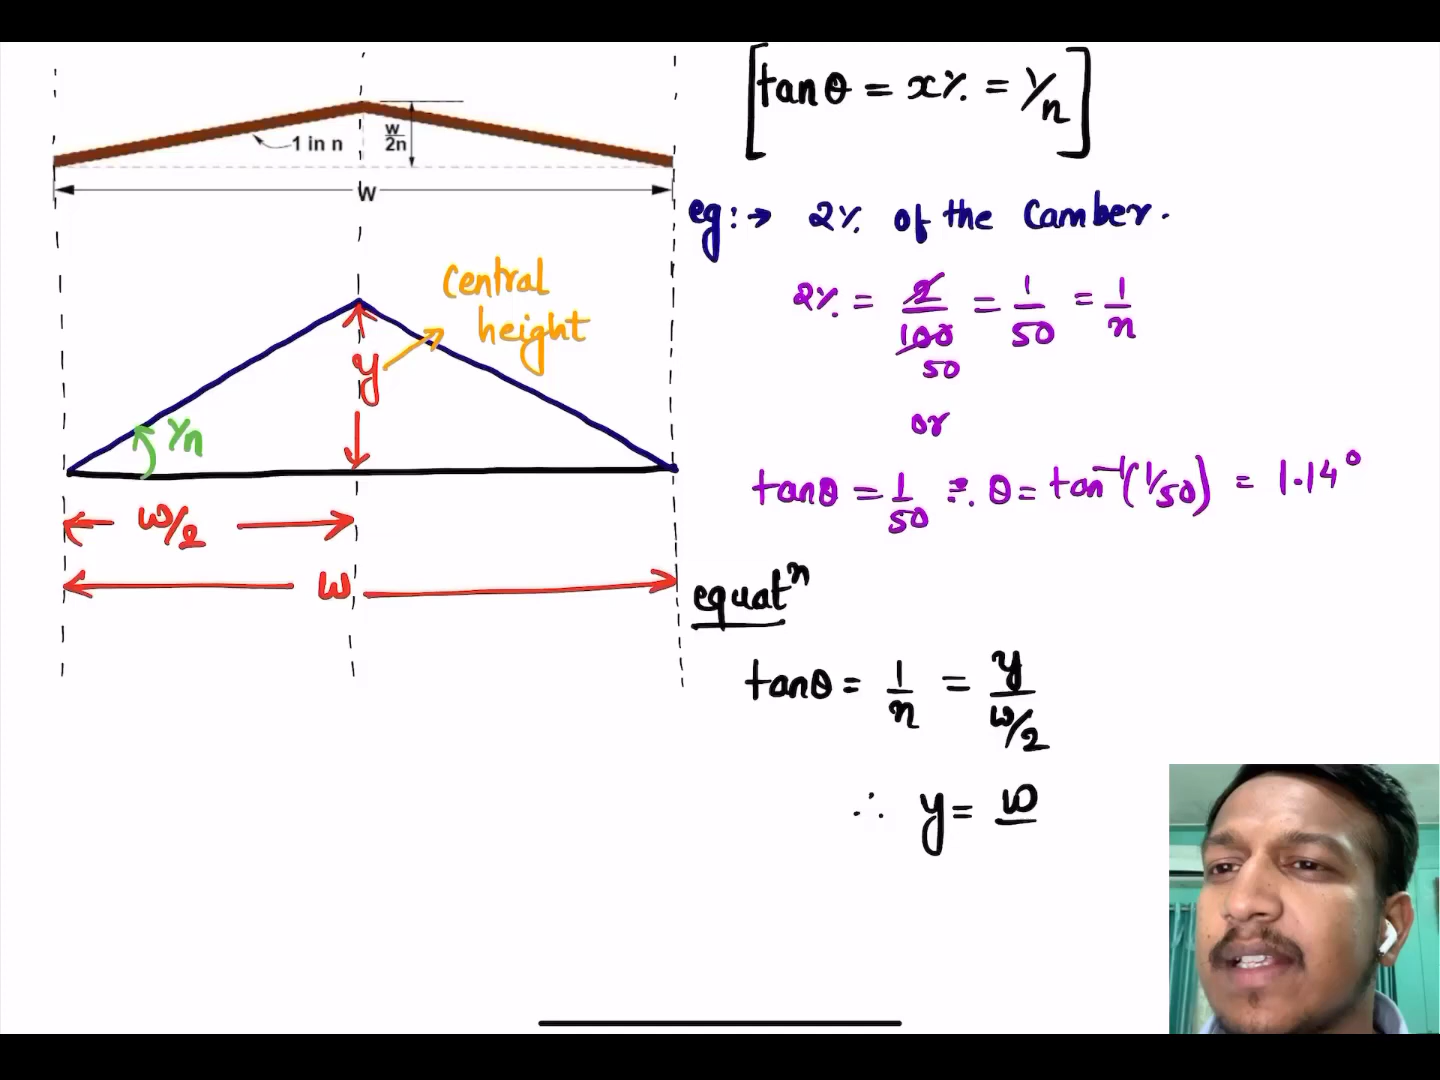 [tanθ = x% = 1/n]
1 in n
w/2n
W
eg:→ 2% of the Camber.
2% = 2/100 = 1/50 = 1/n
50
or
tanθ = 1/50 ∴ θ = tan⁻¹(1/50) = 1.14°
Central
height
y
1/n
w/2
w
equatⁿ
tanθ = 1/n = y/w/2
∴ y = w